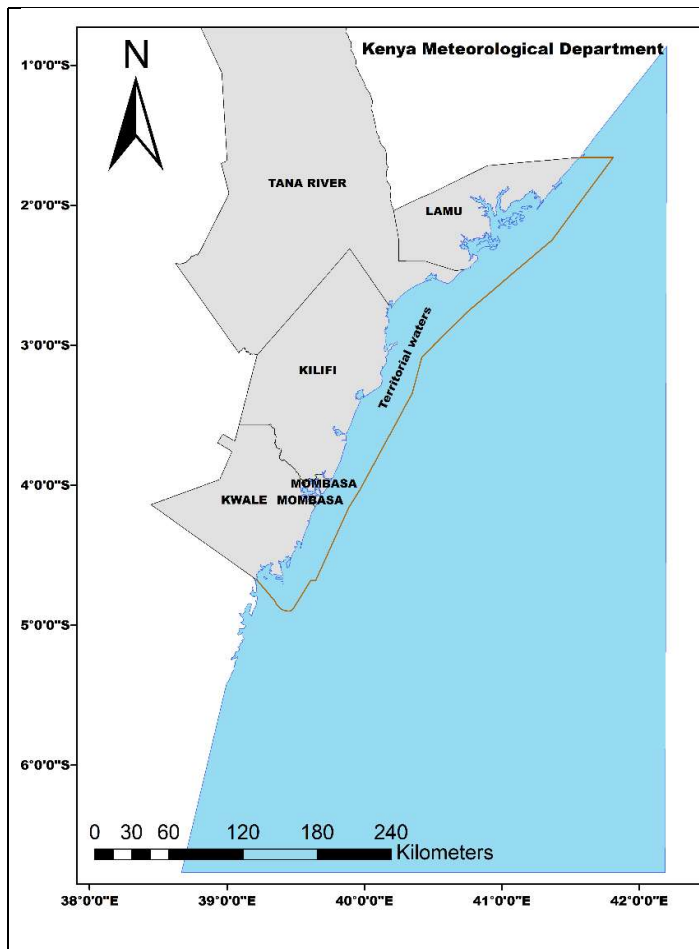 Kenya Meteorological Department
N
1°0'0"S
2°0'0"S
3°0'0"S
4°0'0"S
5°0'0"S
6°0'0"S
TANA RIVER
LAMU
KILIFI
Territorial waters
MOMBASA
KWALE MOMBASA
0 30 60 120 180 240
Kilometers
38°0'0"E 39°0'0"E 40°0'0"E 41°0'0"E 42°0'0"E